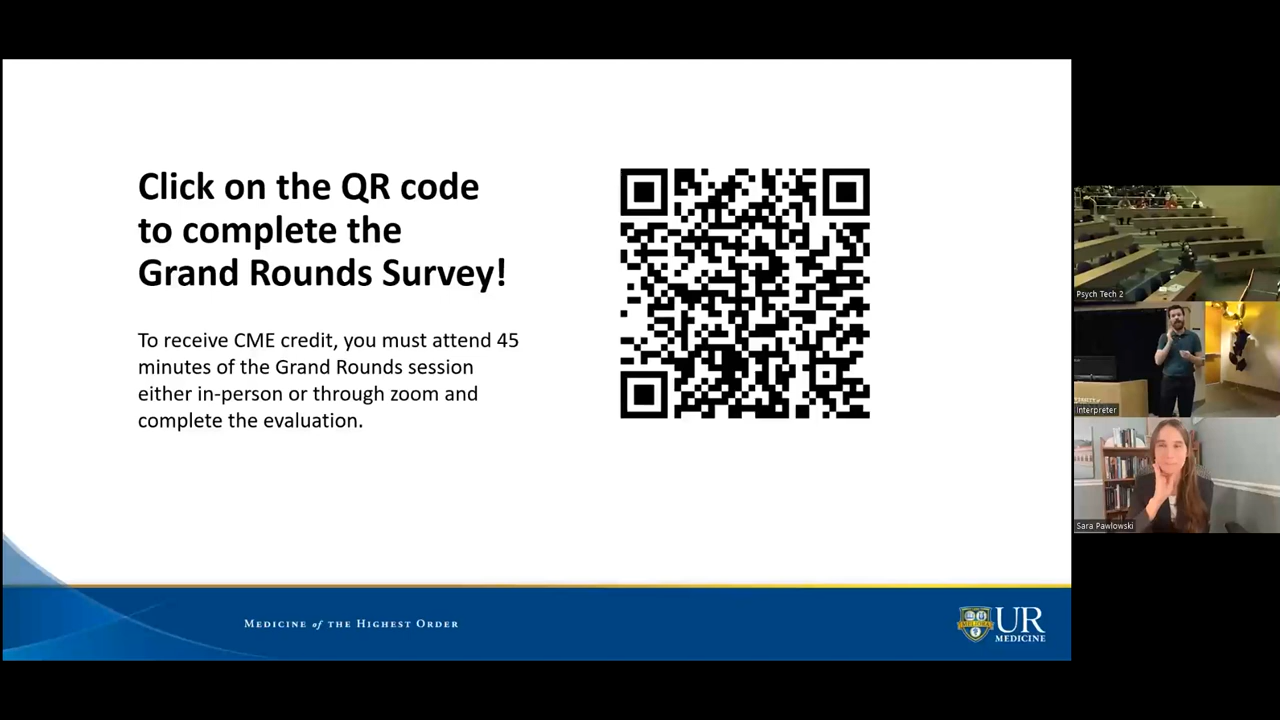 Click on the QR code
to complete the
Grand Rounds Survey!
To receive CME credit, you must attend 45
minutes of the Grand Rounds session
either in-person or through zoom and
complete the evaluation.
MEDICINE of THE HIGHEST ORDER
UR
MEDICINE
Psych Tech 2
Interpreter
Sara Pawlowski